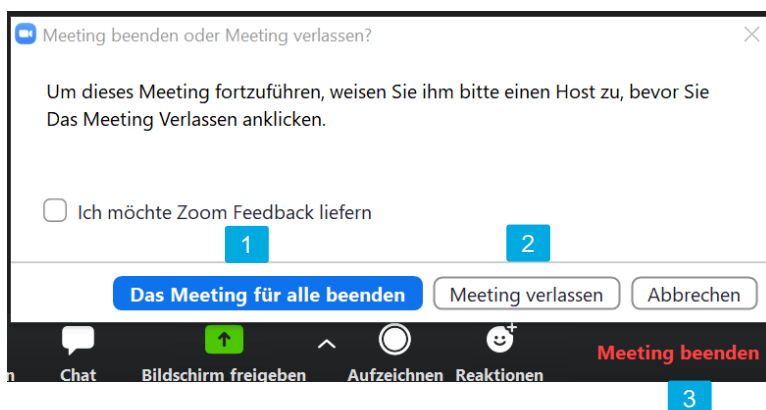 Meeting beenden oder Meeting verlassen?
Um dieses Meeting fortzuführen, weisen Sie ihm bitte einen Host zu, bevor Sie
Das Meeting Verlassen anklicken.
Ich möchte Zoom Feedback liefern
1 2
Das Meeting für alle beenden Meeting verlassen Abbrechen
Meeting beenden
n Chat Bildschirm freigeben Aufzeichnen Reaktionen
3